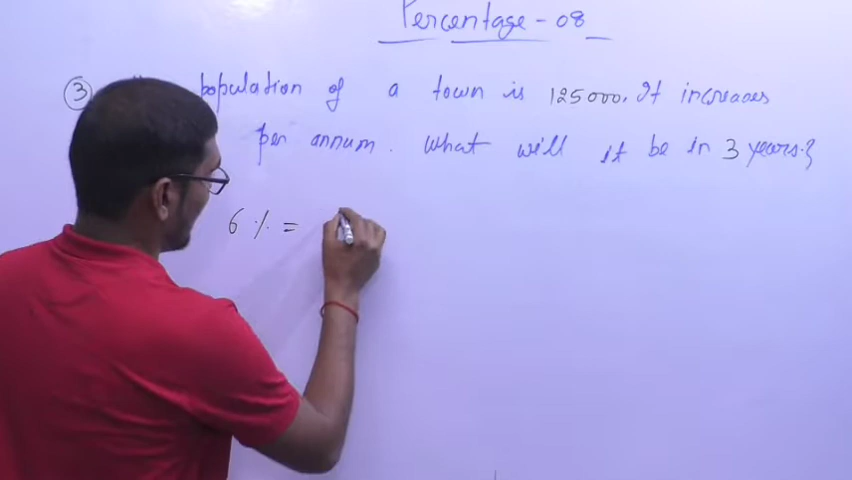 Percentage - 08
3 population of a town is 125000. It increases
per annum. What will it be in 3 years?
6 % =